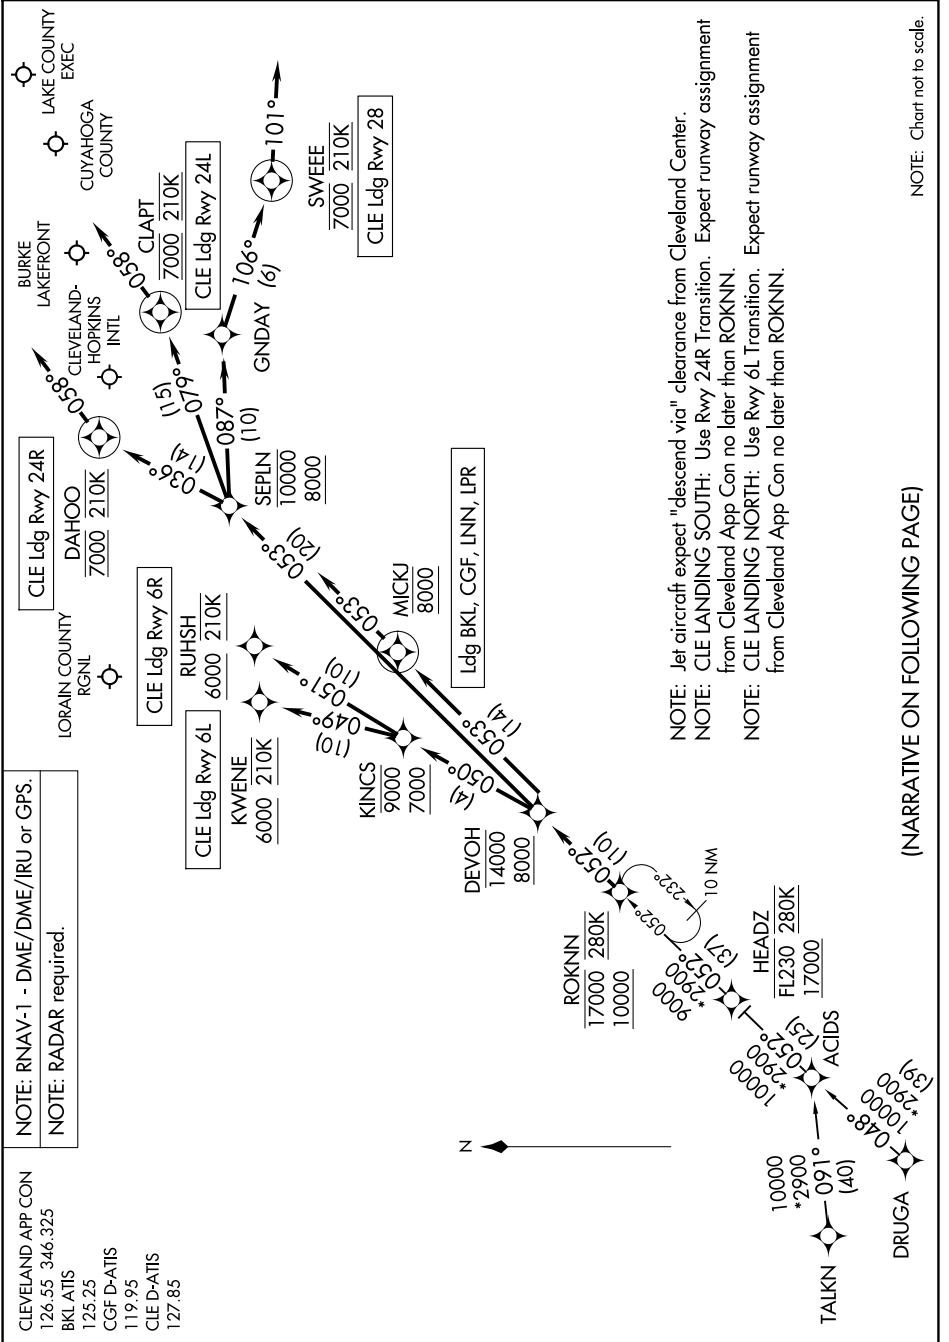 CLEVELAND APP CON
126.55 346.325
BKL ATIS
125.25
CGF D-ATIS
119.95
CLE D-ATIS
127.85
NOTE: RNAV-1 - DME/DME/IRU or GPS.
NOTE: RADAR required.
LORAIN COUNTY
RGNL
CLE Ldg Rwy 24R
DAHOO
7000 210K
058°
CLEVELAND-
HOPKINS
INTL
BURKE
LAKEFRONT
LAKE COUNTY
EXEC
CUYAHOGA
COUNTY
058°
CLAPT
7000 210K
CLE Ldg Rwy 24L
CLE Ldg Rwy 6R
RUHSH
6000 210K
CLE Ldg Rwy 6L
KWENE
6000 210K
036°
(14)
(15)
079°
087°
(10)
GNDAY
106°
(6)
101°
SWEEE
7000 210K
CLE Ldg Rwy 28
SEPLN
10000
8000
053°
(20)
053°
MICKJ
8000
Ldg BKL, CGF, LNN, LPR
(10)
051°
049°
(10)
KINCS
9000
7000
050°
(4)
053°
(14)
DEVOH
14000
8000
052°
(10)
ROKNN
17000 280K
10000
052°
232°
10 NM
9000
*2900
052°
(37)
HEADZ
FL230 280K
17000
10000
*2900
052°
(25)
ACIDS
N
10000
*2900
091°
(40)
TALKN
048°
10000
*2900
(39)
DRUGA
NOTE: Jet aircraft expect "descend via" clearance from Cleveland Center.
NOTE: CLE LANDING SOUTH: Use Rwy 24R Transition. Expect runway assignment
from Cleveland App Con no later than ROKNN.
NOTE: CLE LANDING NORTH: Use Rwy 6L Transition. Expect runway assignment
from Cleveland App Con no later than ROKNN.
(NARRATIVE ON FOLLOWING PAGE)
NOTE: Chart not to scale.